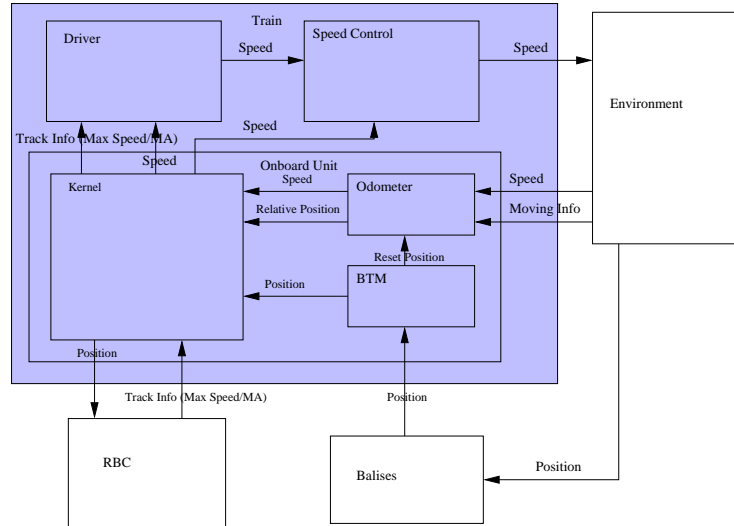 Train
Driver
Speed
Speed Control
Speed
Environment
Track Info (Max Speed/MA)
Speed
Speed
Onboard Unit
Kernel
Speed
Odometer
Speed
Relative Position
Moving Info
Reset Position
BTM
Position
Position
Track Info (Max Speed/MA)
Position
RBC
Balises
Position